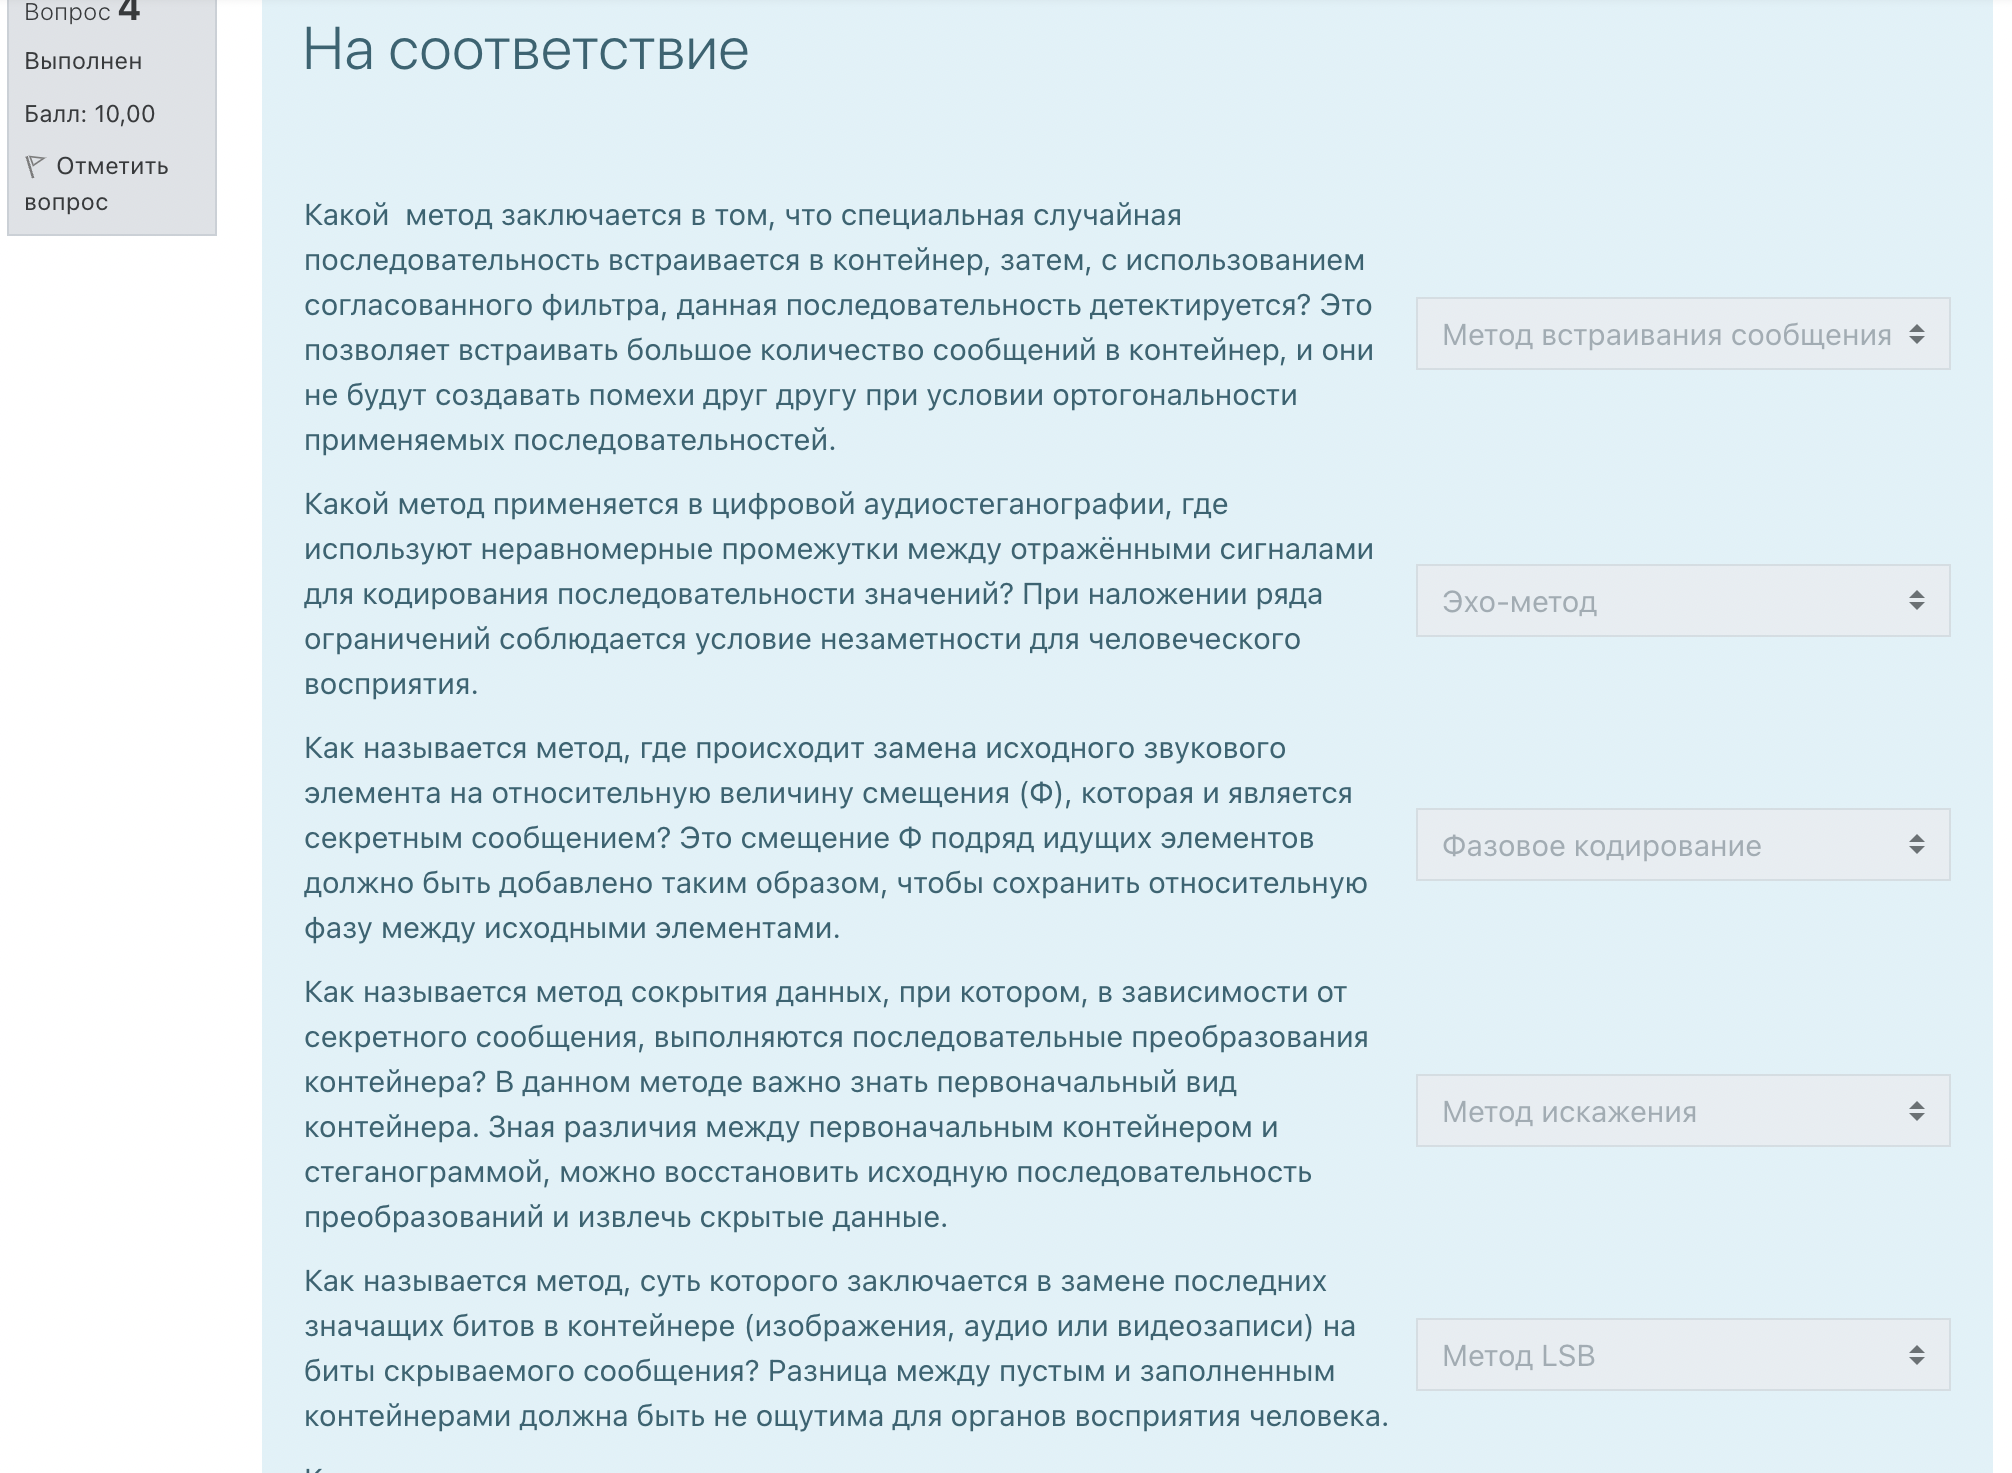 Вопрос 4
Выполнен
Балл: 10,00
Отметить
вопрос
На соответствие
Какой метод заключается в том, что специальная случайная
последовательность встраивается в контейнер, затем, с использованием
согласованного фильтра, данная последовательность детектируется? Это
позволяет встраивать большое количество сообщений в контейнер, и они
не будут создавать помехи друг другу при условии ортогональности
применяемых последовательностей.
Метод встраивания сообщения
Какой метод применяется в цифровой аудиостеганографии, где
используют неравномерные промежутки между отражёнными сигналами
для кодирования последовательности значений? При наложении ряда
ограничений соблюдается условие незаметности для человеческого
восприятия.
Эхо-метод
Как называется метод, где происходит замена исходного звукового
элемента на относительную величину смещения (Ф), которая и является
секретным сообщением? Это смещение Ф подряд идущих элементов
должно быть добавлено таким образом, чтобы сохранить относительную
фазу между исходными элементами.
Фазовое кодирование
Как называется метод сокрытия данных, при котором, в зависимости от
секретного сообщения, выполняются последовательные преобразования
контейнера? В данном методе важно знать первоначальный вид
контейнера. Зная различия между первоначальным контейнером и
стеганограммой, можно восстановить исходную последовательность
преобразований и извлечь скрытые данные.
Метод искажения
Как называется метод, суть которого заключается в замене последних
значащих битов в контейнере (изображения, аудио или видеозаписи) на
биты скрываемого сообщения? Разница между пустым и заполненным
контейнерами должна быть не ощутима для органов восприятия человека.
Метод LSB